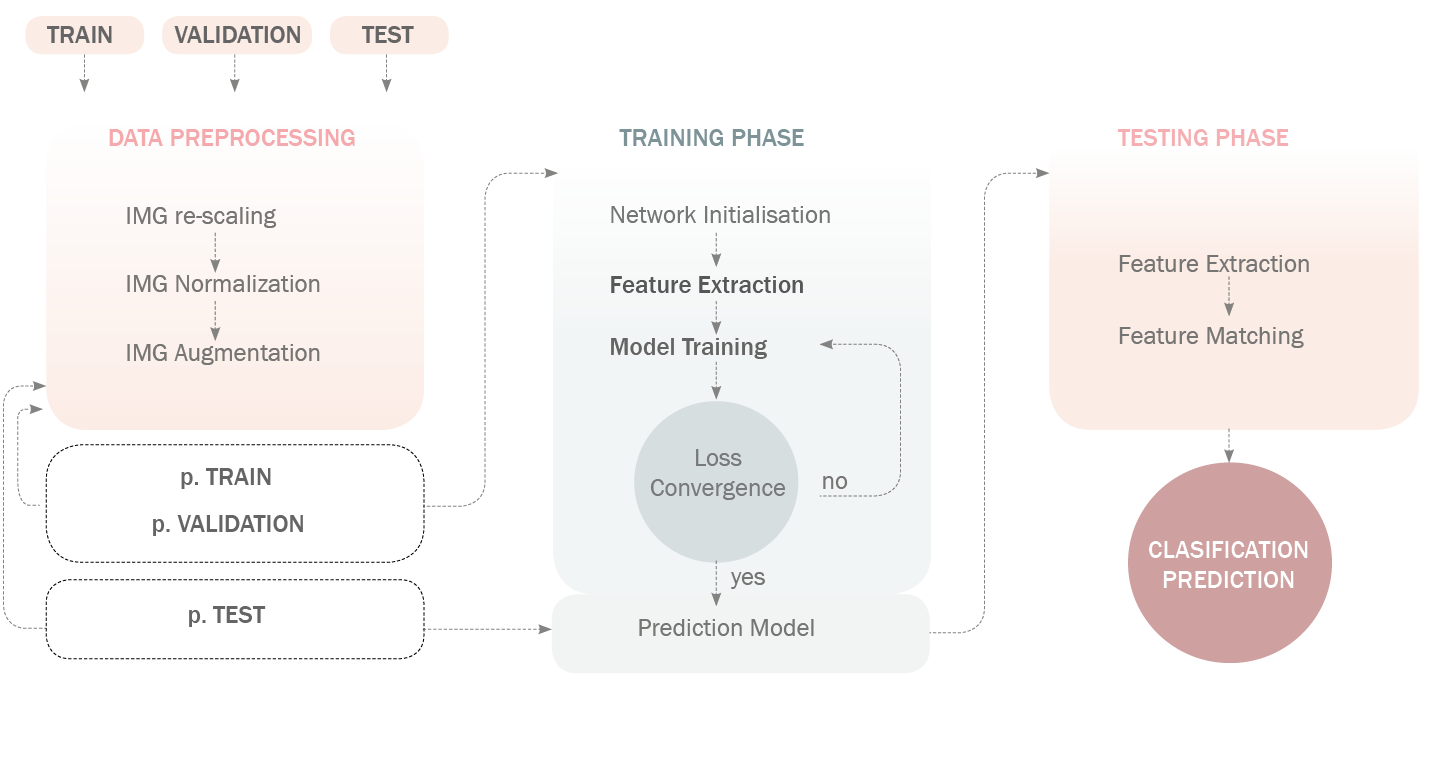 TRAIN
VALIDATION
TEST
DATA PREPROCESSING
IMG re-scaling
IMG Normalization
IMG Augmentation
p. TRAIN
p. VALIDATION
p. TEST
TRAINING PHASE
Network Initialisation
Feature Extraction
Model Training
Loss
Convergence
no
yes
Prediction Model
TESTING PHASE
Feature Extraction
Feature Matching
CLASIFICATION
PREDICTION